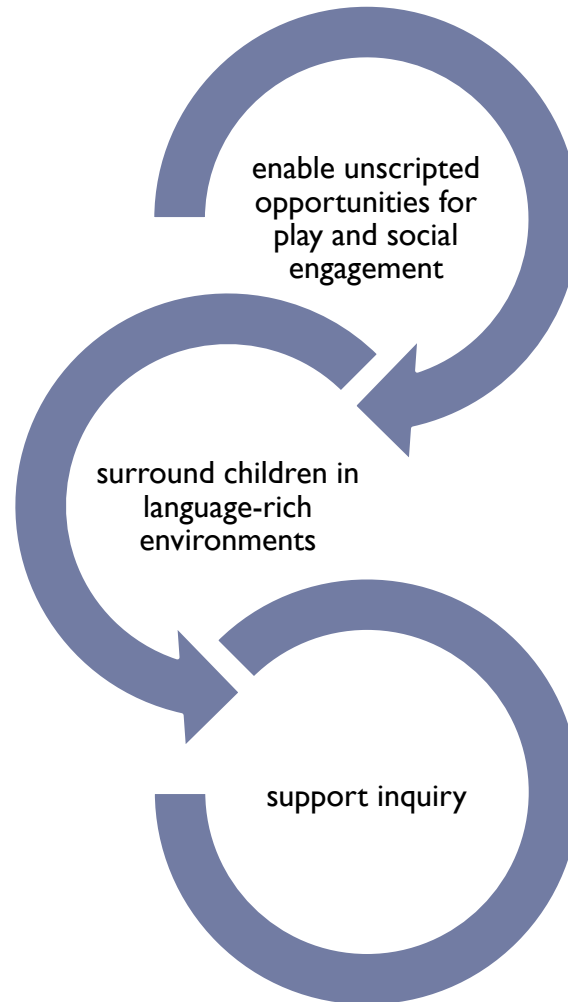 enable unscripted
opportunities for
play and social
engagement
surround children in
language-rich
environments
support inquiry